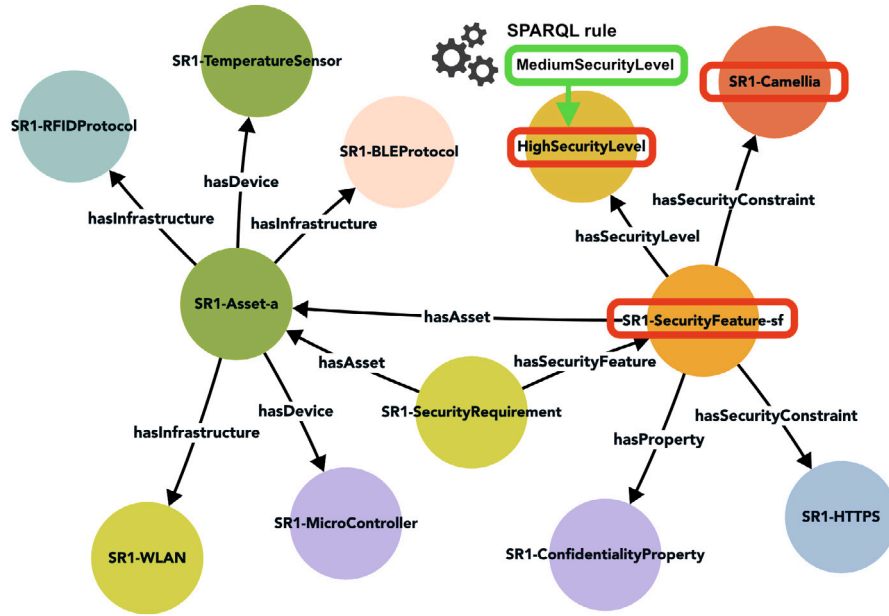 SPARQL rule
SR1-TemperatureSensor
MediumSecurityLevel
SR1-Camellia
SR1-RFIDProtocol
SR1-BLEProtocol
HighSecurityLevel
hasDevice
hasInfrastructure
hasInfrastructure
hasSecurityConstraint
hasSecurityLevel
SR1-Asset-a
hasAsset
SR1-SecurityFeature-sf
hasAsset
hasSecurityFeature
hasDevice
SR1-SecurityRequirement
hasSecurityConstraint
hasInfrastructure
hasProperty
SR1-MicroController
SR1-HTTPS
SR1-WLAN
SR1-ConfidentialityProperty